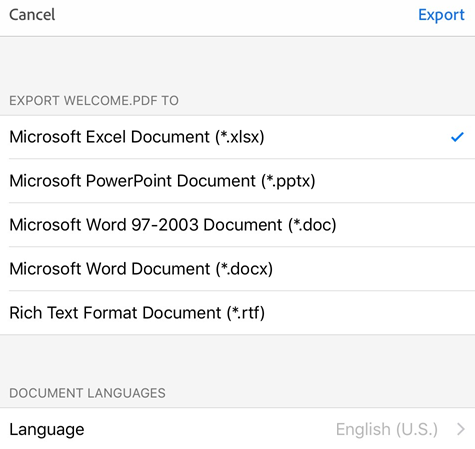 Cancel Export
EXPORT WELCOME.PDF TO
Microsoft Excel Document (*.xlsx)
Microsoft PowerPoint Document (*.pptx)
Microsoft Word 97-2003 Document (*.doc)
Microsoft Word Document (*.docx)
Rich Text Format Document (*.rtf)
DOCUMENT LANGUAGES
Language English (U.S.)